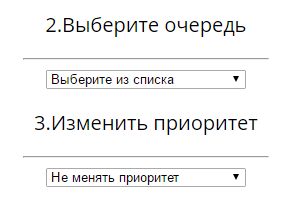 2.Выберите очередь
Выберите из списка
3.Изменить приоритет
Не менять приоритет